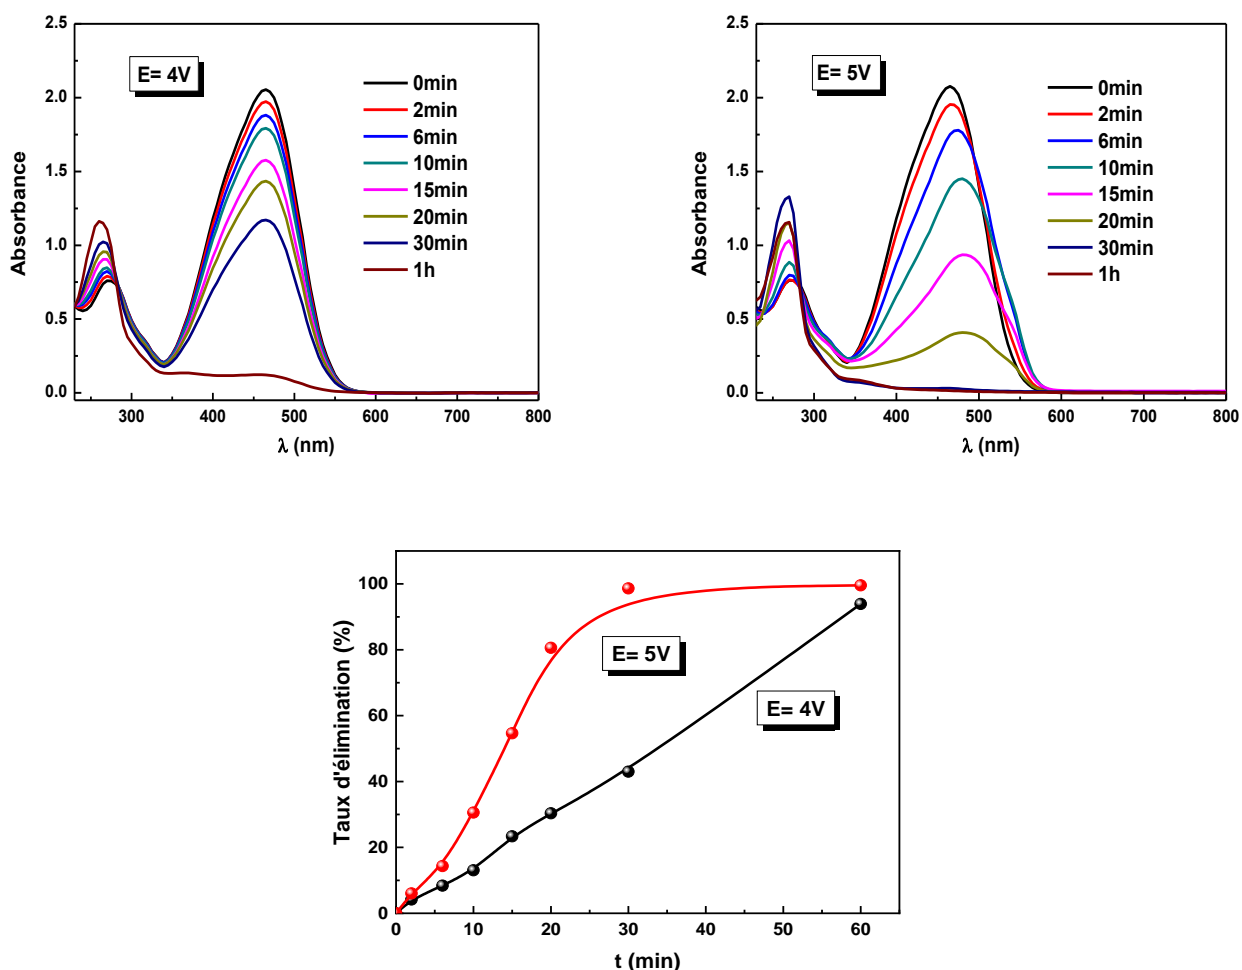 2.5
2.0
1.5
1.0
0.5
0.0
Absorbance
E= 4V
0min
2min
6min
10min
15min
20min
30min
1h
300 400 500 600 700 800
λ (nm)
2.5
2.0
1.5
1.0
0.5
0.0
Absorbance
E= 5V
0min
2min
6min
10min
15min
20min
30min
1h
300 400 500 600 700 800
λ (nm)
100
80
60
40
20
0
Taux d'élimination (%)
E= 5V
E= 4V
0 10 20 30 40 50 60
t (min)